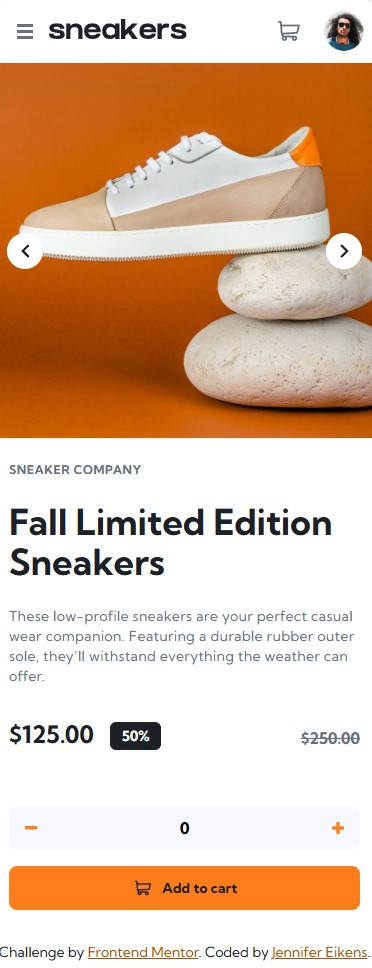 sneakers
SNEAKER COMPANY
Fall Limited Edition
Sneakers
These low-profile sneakers are your perfect casual
wear companion. Featuring a durable rubber outer
sole, they’ll withstand everything the weather can
offer.
$125.00 50% $250.00
0
Add to cart
Challenge by Frontend Mentor. Coded by Jennifer Eikens.